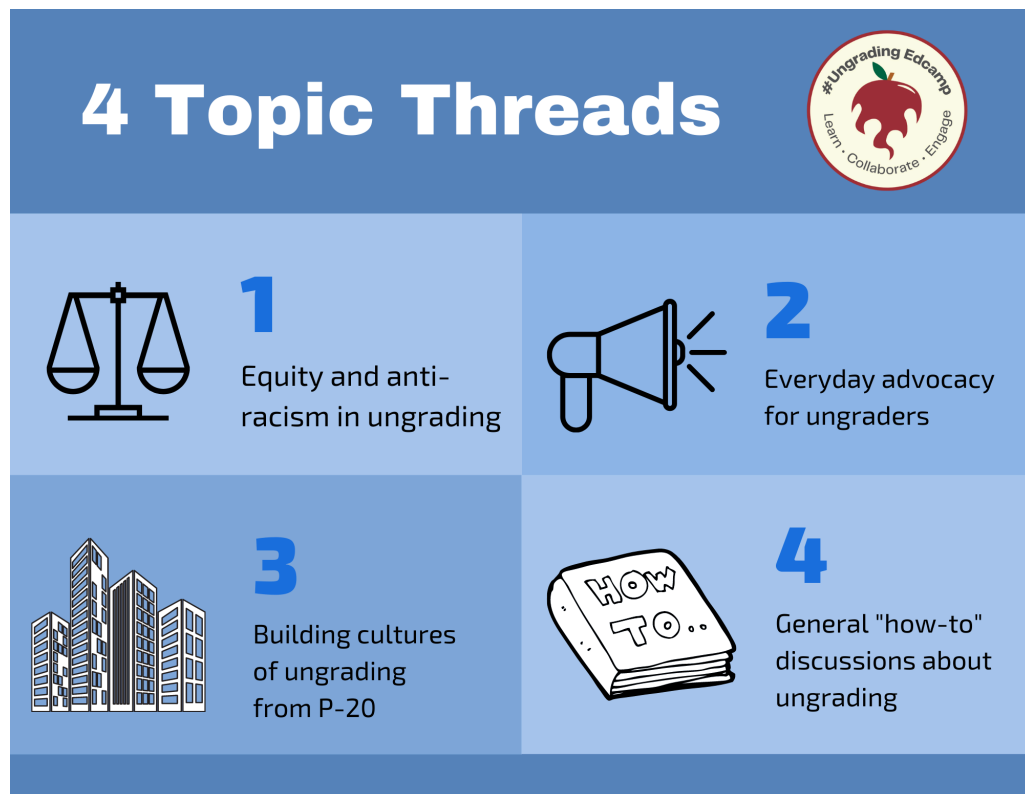 4 Topic Threads
#Ungrading Edcamp
Learn • Collaborate • Engage
1
Equity and anti-
racism in ungrading
2
Everyday advocacy
for ungraders
3
Building cultures
of ungrading
from P-20
HOW
TO..
4
General "how-to"
discussions about
ungrading